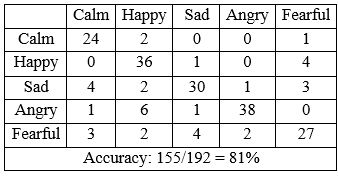 Calm Happy Sad Angry Fearful
Calm 24 2 0 0 1
Happy 0 36 1 0 4
Sad 4 2 30 1 3
Angry 1 6 1 38 0
Fearful 3 2 4 2 27
Accuracy: 155/192 = 81%